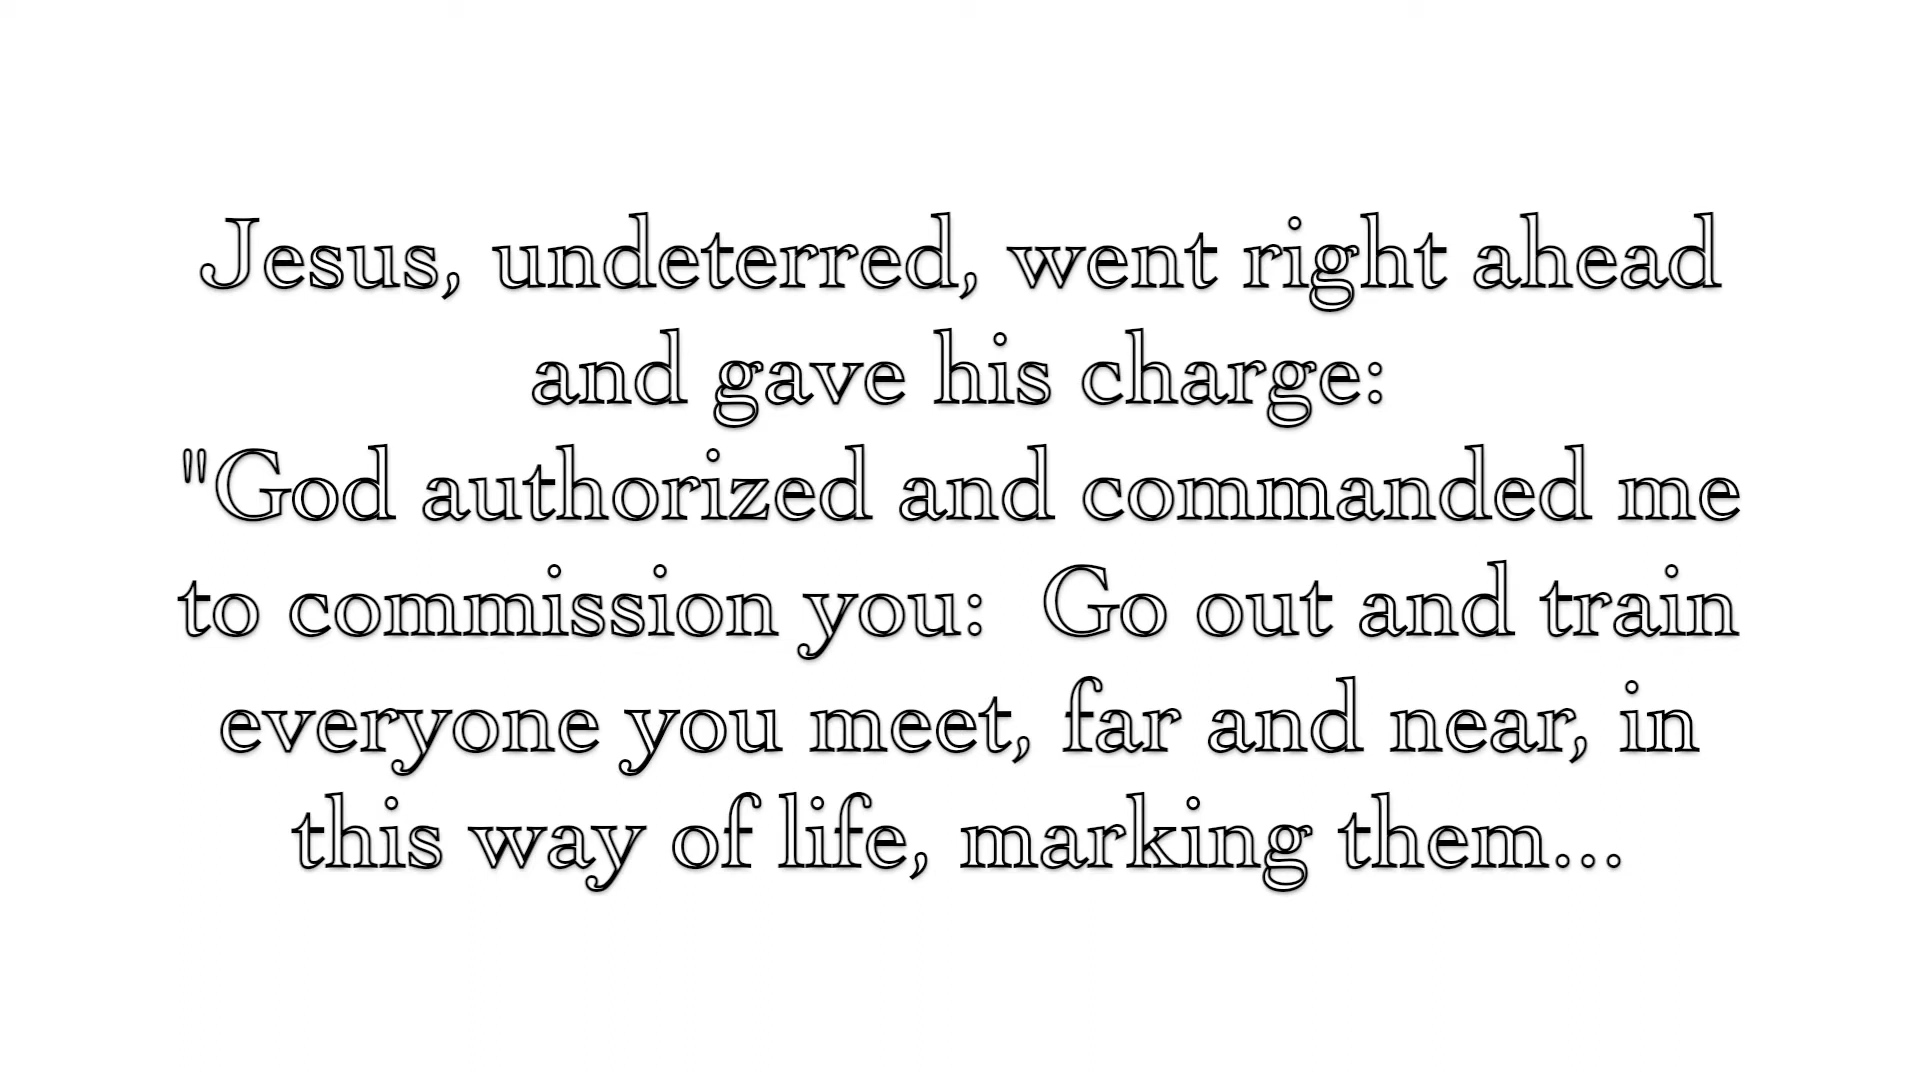 Jesus, undeterred, went right ahead
and gave his charge:
"God authorized and commanded me
to commission you:  Go out and train
everyone you meet, far and near, in
this way of life, marking them...